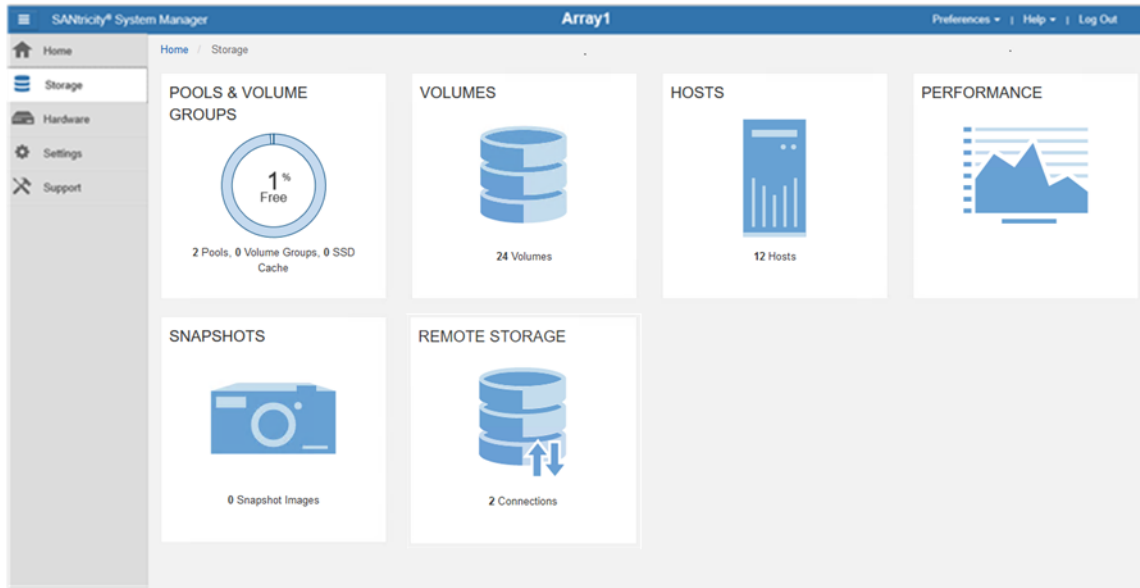 SANtricity® System Manager
Array1
Preferences | Help | Log Out
Home
Storage
Hardware
Settings
Support
Home / Storage
POOLS & VOLUME
GROUPS
1 %
Free
2 Pools, 0 Volume Groups, 0 SSD
Cache
VOLUMES
24 Volumes
HOSTS
12 Hosts
PERFORMANCE
SNAPSHOTS
0 Snapshot Images
REMOTE STORAGE
2 Connections